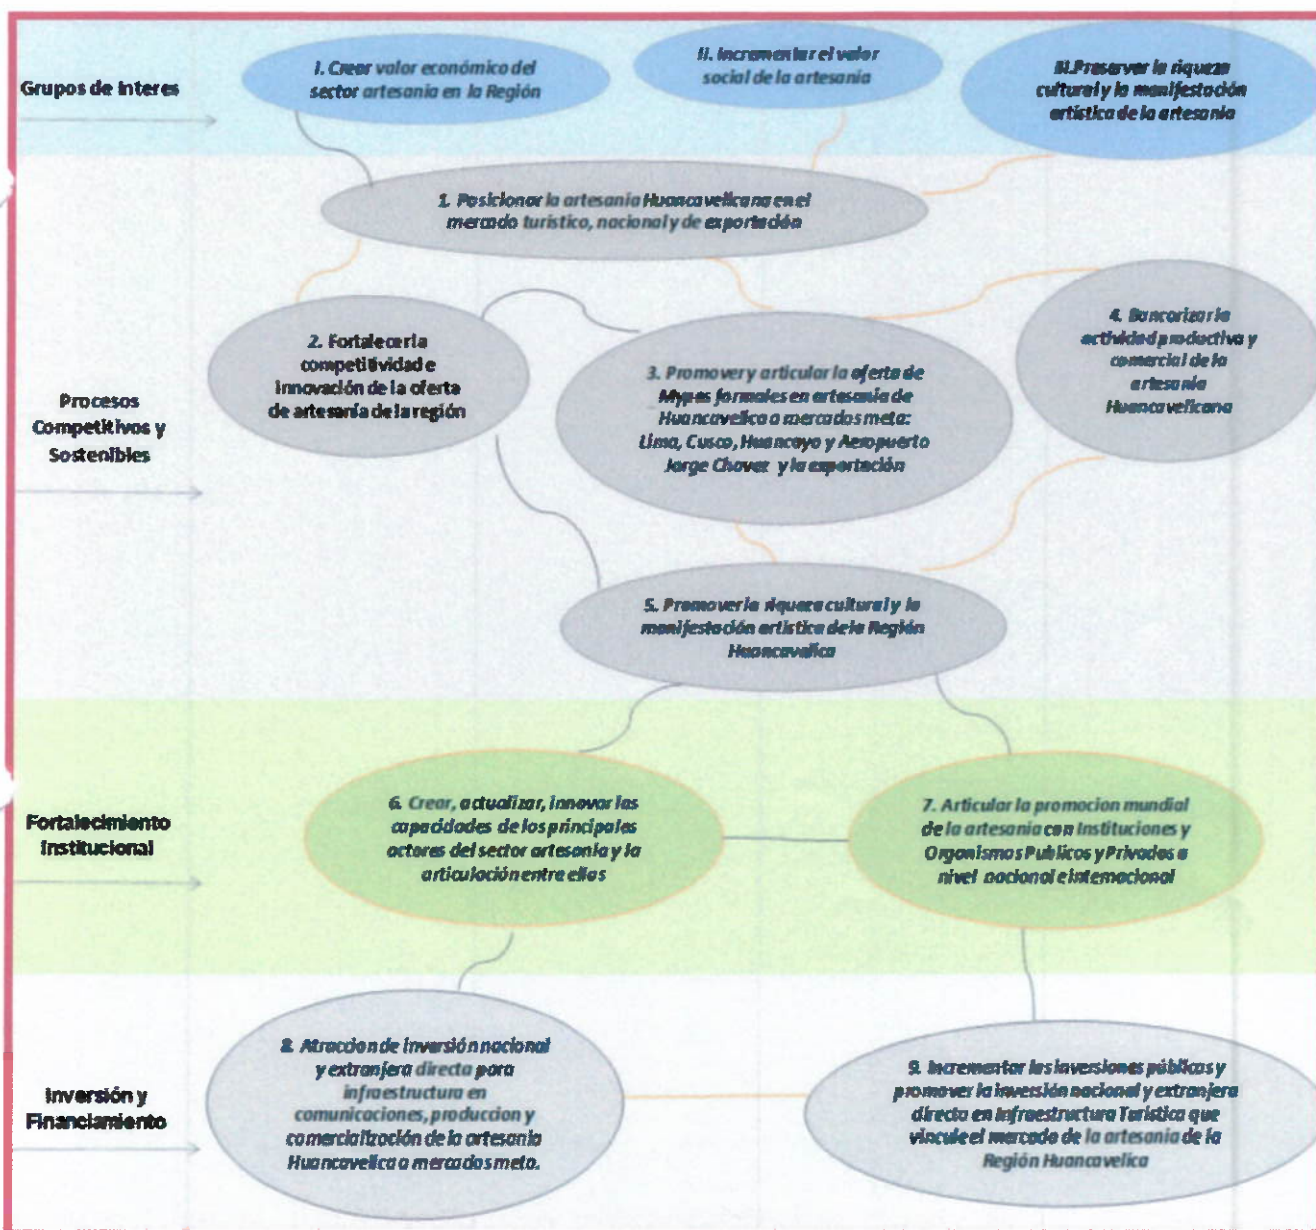 Grupos de Interes
I. Crear valor económico del
sector artesanía en la Región
II. Incrementar el valor
social de la artesanía
III.Preserver la riqueza
cultural y la manifestación
artística de la artesanía
1. Posicionar la artesanía Huancavelicana en el
mercado turístico, nacional y de exportación
Procesos
Competitivos y
Sostenibles
2. Fortalecer la
competitividad e
innovación de la oferta
de artesanía de la región
3. Promover y articular la oferta de
Mypes formales en artesanía de
Huancavelica a mercados meta:
Lima, Cusco, Huancayo y Aeropuerto
Jorge Chavez y la exportación
4. Bancarizar la
actividad productiva y
comercial de la
artesanía
Huancavelicana
5. Promover la riqueza cultural y la
manifestación artística de la Región
Huancavelica
Fortalecimiento
Institucional
6. Crear, actualizar, innovar las
capacidades de los principales
actores del sector artesanía y la
articulación entre ellas
7. Articular la promocion mundial
de la artesanía con Instituciones y
Organismos Publicos y Privados a
nivel nacional e internacional
Inversión y
Financiamiento
8. Atraccion de inversión nacional
y extranjera directa para
infraestructura en
comunicaciones, produccion y
comercialización de la artesanía
Huancavelica a mercados meta.
9. Incrementar las inversiones públicas y
promover la inversión nacional y extranjera
directa en Infraestructura Turística que
vincule el mercado de la artesanía de la
Región Huancavelica